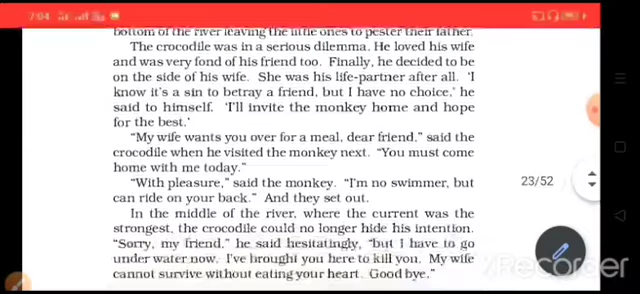 7:04
bottom of the river leaving the little ones to pester their father.
The crocodile was in a serious dilemma. He loved his wife
and was very fond of his friend too. Finally, he decided to be
on the side of his wife. She was his life-partner after all. 'I
know it's a sin to betray a friend, but I have no choice,' he
said to himself. 'I'll invite the monkey home and hope
for the best.'
"My wife wants you over for a meal, dear friend," said the
crocodile when he visited the monkey next. "You must come
home with me today."
"With pleasure," said the monkey. "I'm no swimmer, but
can ride on your back." And they set out.
23/52
In the middle of the river, where the current was the
strongest, the crocodile could no longer hide his intention.
"Sorry, my friend," he said hesitatingly, "but I have to go
under water now. I've brought you here to kill you. My wife
cannot survive without eating your heart. Good bye."
XRecorder